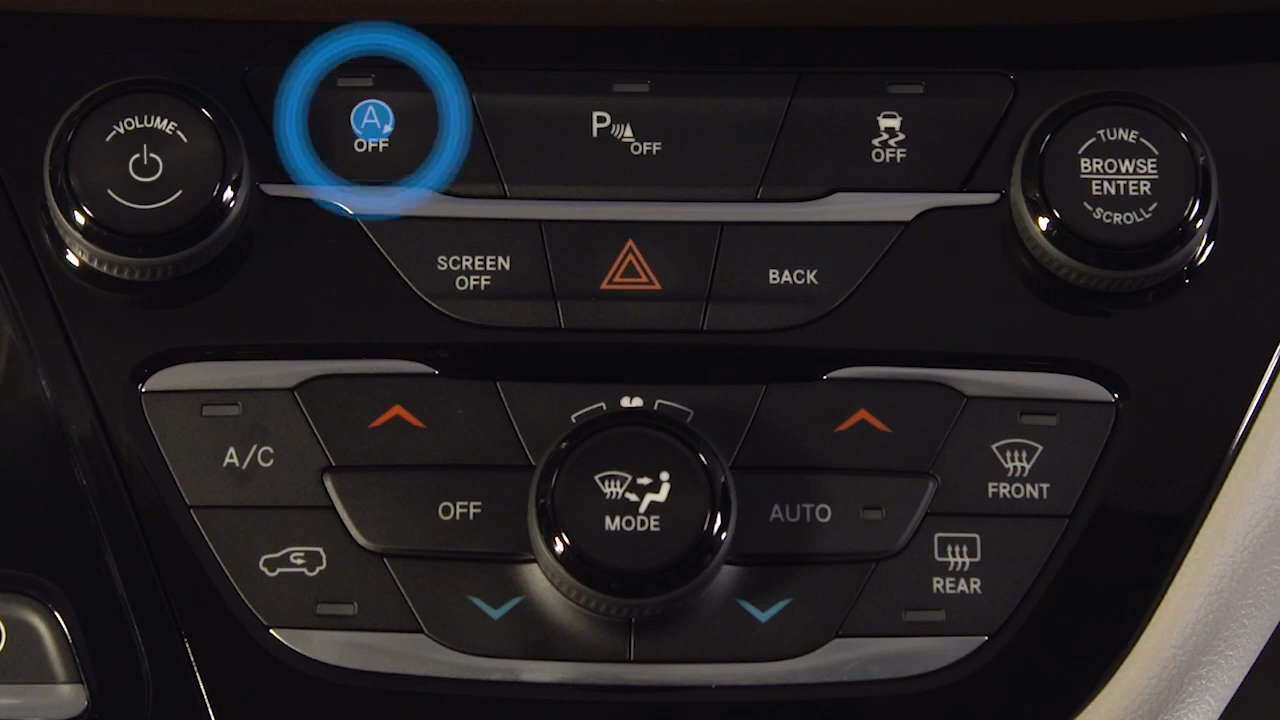 VOLUME
A
OFF
P
OFF
OFF
TUNE
BROWSE
ENTER
SCROLL
SCREEN
OFF
BACK
A/C
OFF
MODE
AUTO
FRONT
REAR